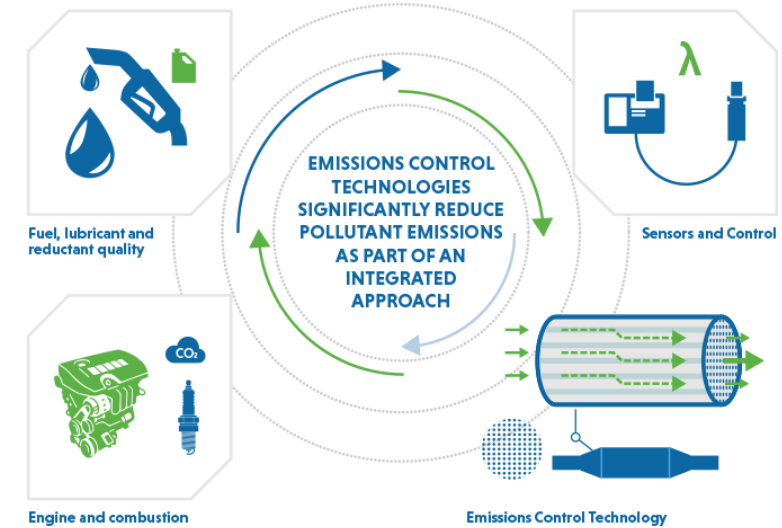 λ
EMISSIONS CONTROL
TECHNOLOGIES
SIGNIFICANTLY REDUCE
POLLUTANT EMISSIONS
AS PART OF AN
INTEGRATED
APPROACH
Fuel, lubricant and
reductant quality
Sensors and Control
CO₂
Engine and combustion
Emissions Control Technology